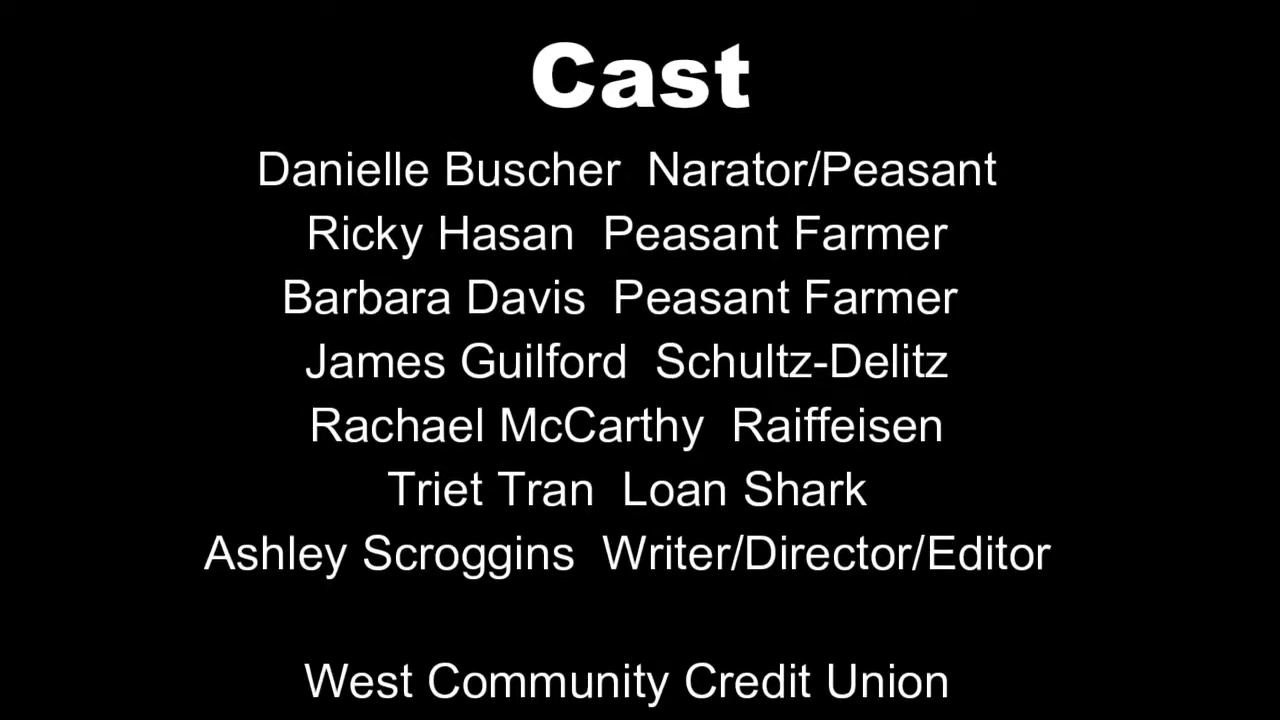 Cast
Danielle Buscher  Narator/Peasant
Ricky Hasan  Peasant Farmer
Barbara Davis  Peasant Farmer
James Guilford  Schultz-Delitz
Rachael McCarthy  Raiffeisen
Triet Tran  Loan Shark
Ashley Scroggins  Writer/Director/Editor
West Community Credit Union